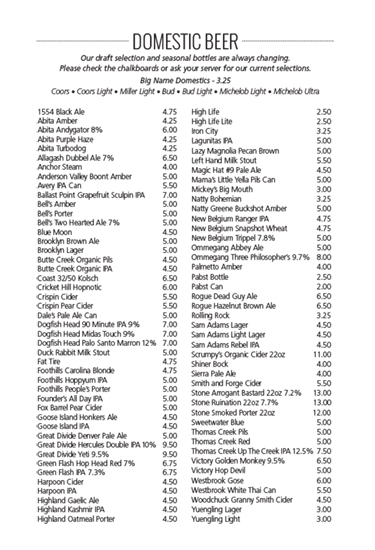 DOMESTIC BEER
Our draft selection and seasonal bottles are always changing.
Please check the chalkboards or ask your server for our current selections.
Big Name Domestics - 3.25
Coors • Coors Light • Miller Light • Bud • Bud Light • Michelob Light • Michelob Ultra
1554 Black Ale 4.75
Abita Amber 4.25
Abita Andygator 8% 6.00
Abita Purple Haze 4.25
Abita Turbodog 4.25
Allagash Dubbel Ale 7% 6.50
Anchor Steam 4.00
Anderson Valley Boont Amber 5.00
Avery IPA Can 5.50
Ballast Point Grapefruit Sculpin IPA 7.00
Bell's Amber 5.00
Bell's Porter 5.00
Bell's Two Hearted Ale 7% 5.00
Blue Moon 4.50
Brooklyn Brown Ale 5.00
Brooklyn Lager 5.00
Butte Creek Organic Pils 4.50
Butte Creek Organic IPA 4.50
Coast 32/50 Kolsch 6.50
Cricket Hill Hopnotic 6.00
Crispin Cider 5.50
Crispin Pear Cider 5.50
Dale's Pale Ale Can 5.00
Dogfish Head 90 Minute IPA 9% 7.00
Dogfish Head Midas Touch 9% 7.00
Dogfish Head Palo Santo Marron 12% 7.00
Duck Rabbit Milk Stout 5.00
Fat Tire 4.75
Foothills Carolina Blonde 4.75
Foothills Hoppyum IPA 5.00
Foothills People's Porter 5.00
Founder's All Day IPA 5.00
Fox Barrel Pear Cider 5.00
Goose Island Honkers Ale 4.50
Goose Island IPA 4.50
Great Divide Denver Pale Ale 5.00
Great Divide Hercules Double IPA 10% 9.50
Great Divide Yeti 9.5% 9.50
Green Flash Hop Head Red 7% 6.75
Green Flash IPA 7.3% 6.75
Harpoon Cider 4.50
Harpoon IPA 4.50
Highland Gaelic Ale 4.50
Highland Kashmir IPA 4.50
Highland Oatmeal Porter 4.50
High Life 2.50
High Life Lite 2.50
Iron City 3.25
Lagunitas IPA 5.00
Lazy Magnolia Pecan Brown 5.00
Left Hand Milk Stout 5.50
Magic Hat #9 Pale Ale 4.50
Mama's Little Yella Pils Can 5.00
Mickey's Big Mouth 3.00
Natty Bohemian 3.25
Natty Greene Buckshot Amber 5.00
New Belgium Ranger IPA 4.75
New Belgium Snapshot Wheat 4.75
New Belgium Trippel 7.8% 5.00
Ommegang Abbey Ale 5.00
Ommegang Three Philosopher's 9.7% 8.00
Palmetto Amber 4.00
Pabst Bottle 2.50
Pabst Can 2.00
Rogue Dead Guy Ale 6.50
Rogue Hazelnut Brown Ale 6.50
Rolling Rock 3.25
Sam Adams Lager 4.50
Sam Adams Light Lager 4.50
Sam Adams Rebel IPA 4.50
Scrumpy's Organic Cider 22oz 11.00
Shiner Bock 4.00
Sierra Pale Ale 4.00
Smith and Forge Cider 5.50
Stone Arrogant Bastard 22oz 7.2% 13.00
Stone Ruination 22oz 7.7% 13.00
Stone Smoked Porter 22oz 12.00
Sweetwater Blue 5.00
Thomas Creek Pils 5.00
Thomas Creek Red 5.00
Thomas Creek Up The Creek IPA 12.5% 7.50
Victory Golden Monkey 9.5% 6.50
Victory Hop Devil 5.00
Westbrook Gose 6.00
Westbrook White Thai Can 5.50
Woodchuck Granny Smith Cider 4.50
Yuengling Lager 3.00
Yuengling Light 3.00